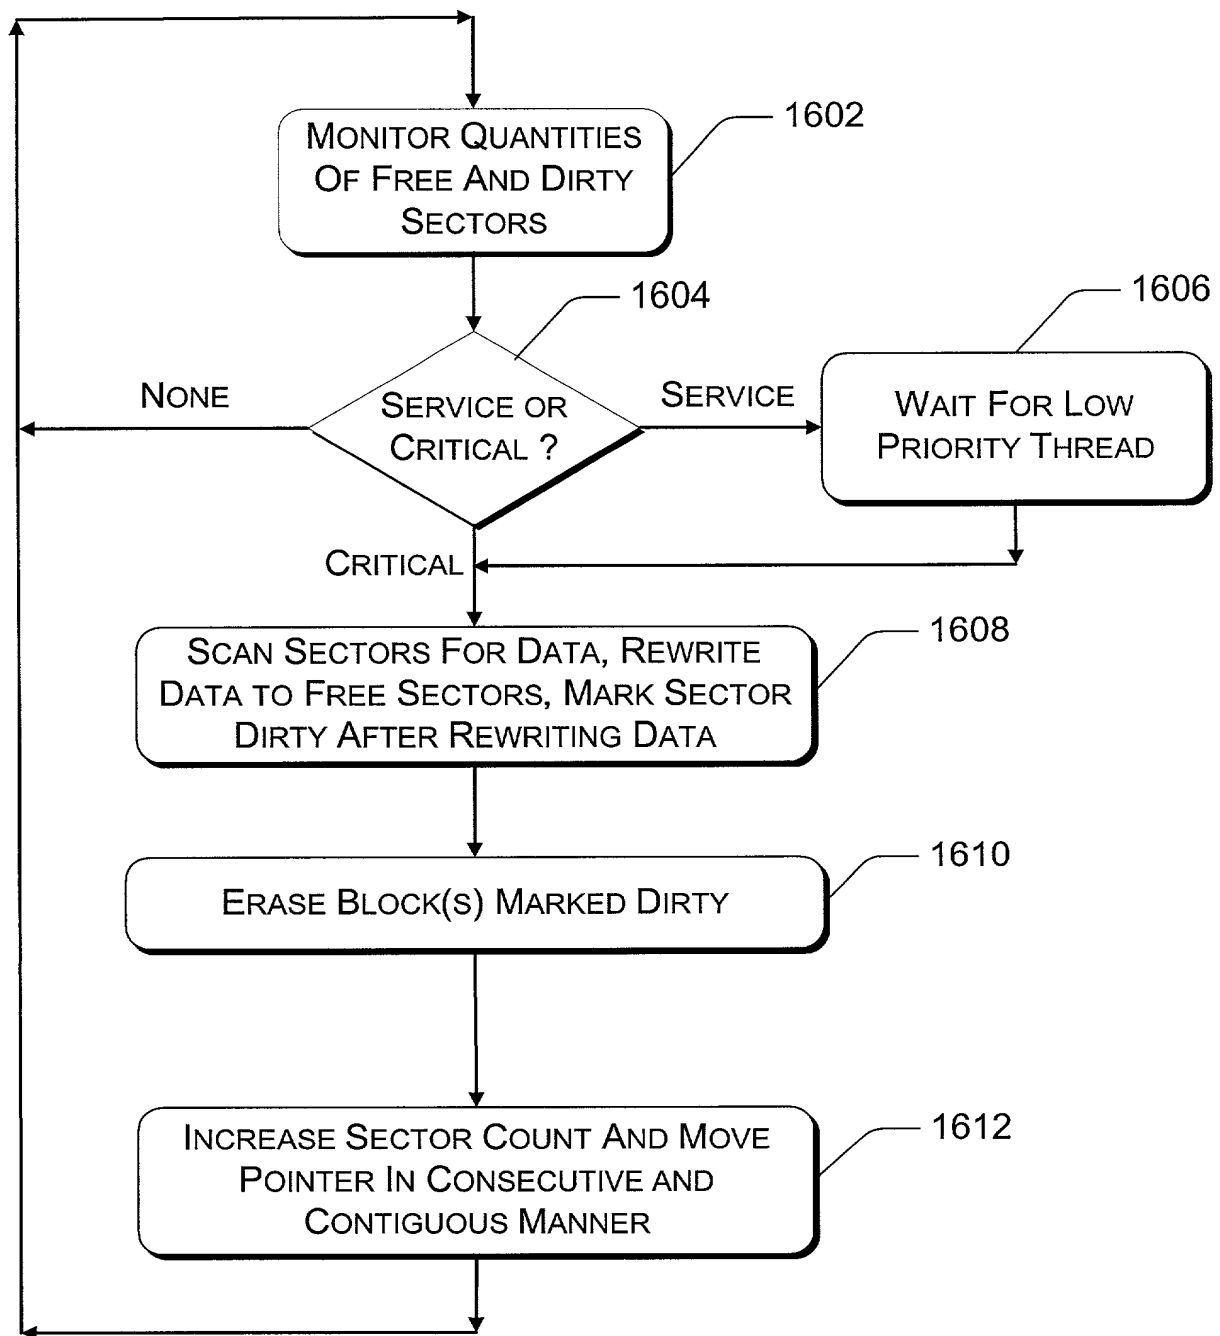 1602
MONITOR QUANTITIES
OF FREE AND DIRTY
SECTORS
1604
1606
NONE
SERVICE OR
CRITICAL ?
SERVICE
WAIT FOR LOW
PRIORITY THREAD
CRITICAL
1608
SCAN SECTORS FOR DATA, REWRITE
DATA TO FREE SECTORS, MARK SECTOR
DIRTY AFTER REWRITING DATA
1610
ERASE BLOCK(S) MARKED DIRTY
1612
INCREASE SECTOR COUNT AND MOVE
POINTER IN CONSECUTIVE AND
CONTIGUOUS MANNER